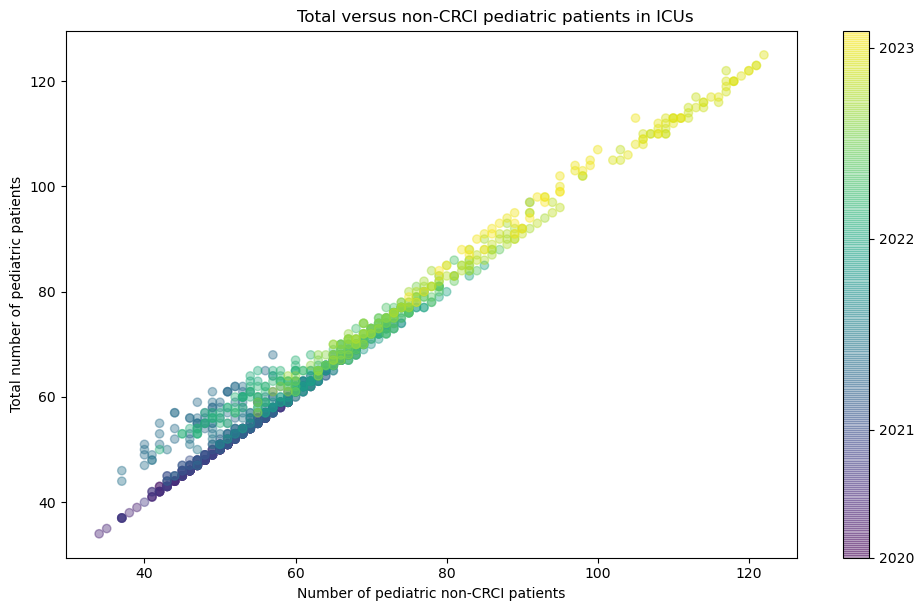 Total versus non-CRCI pediatric patients in ICUs
120
100
80
60
40
Total number of pediatric patients
40 60 80 100 120
Number of pediatric non-CRCI patients
2023
2022
2021
2020